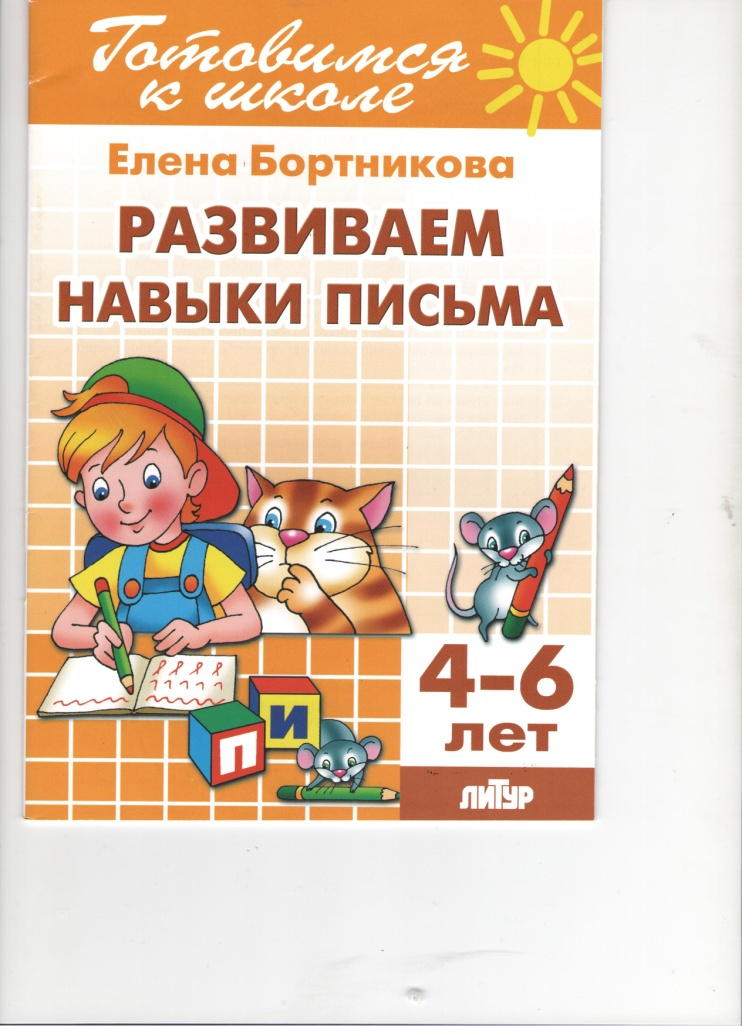 Готовимся
к школе
Елена Бортникова
РАЗВИВАЕМ
НАВЫКИ ПИСЬМА
П И
4-6
лет
ЛИТУР